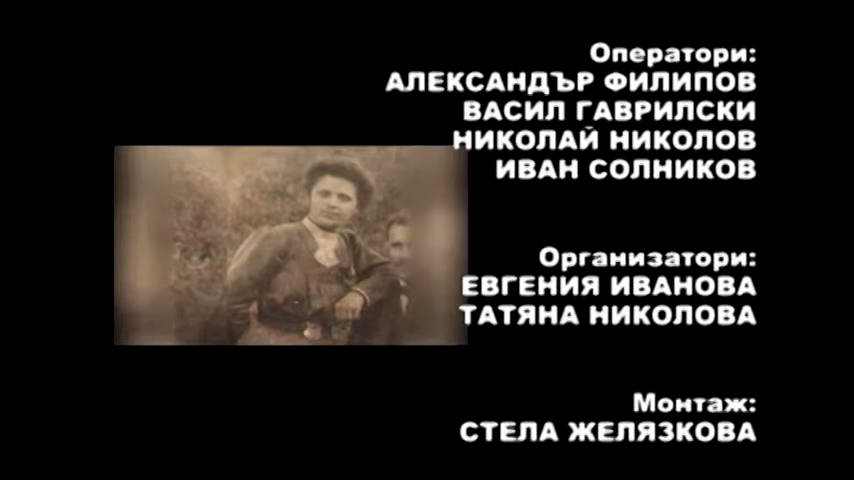 Оператори:
АЛЕКСАНДЪР ФИЛИПОВ
ВАСИЛ ГАВРИЛСКИ
НИКОЛАЙ НИКОЛОВ
ИВАН СОЛНИКОВ
Организатори:
ЕВГЕНИЯ ИВАНОВА
ТАТЯНА НИКОЛОВА
Монтаж:
СТЕЛА ЖЕЛЯЗКОВА